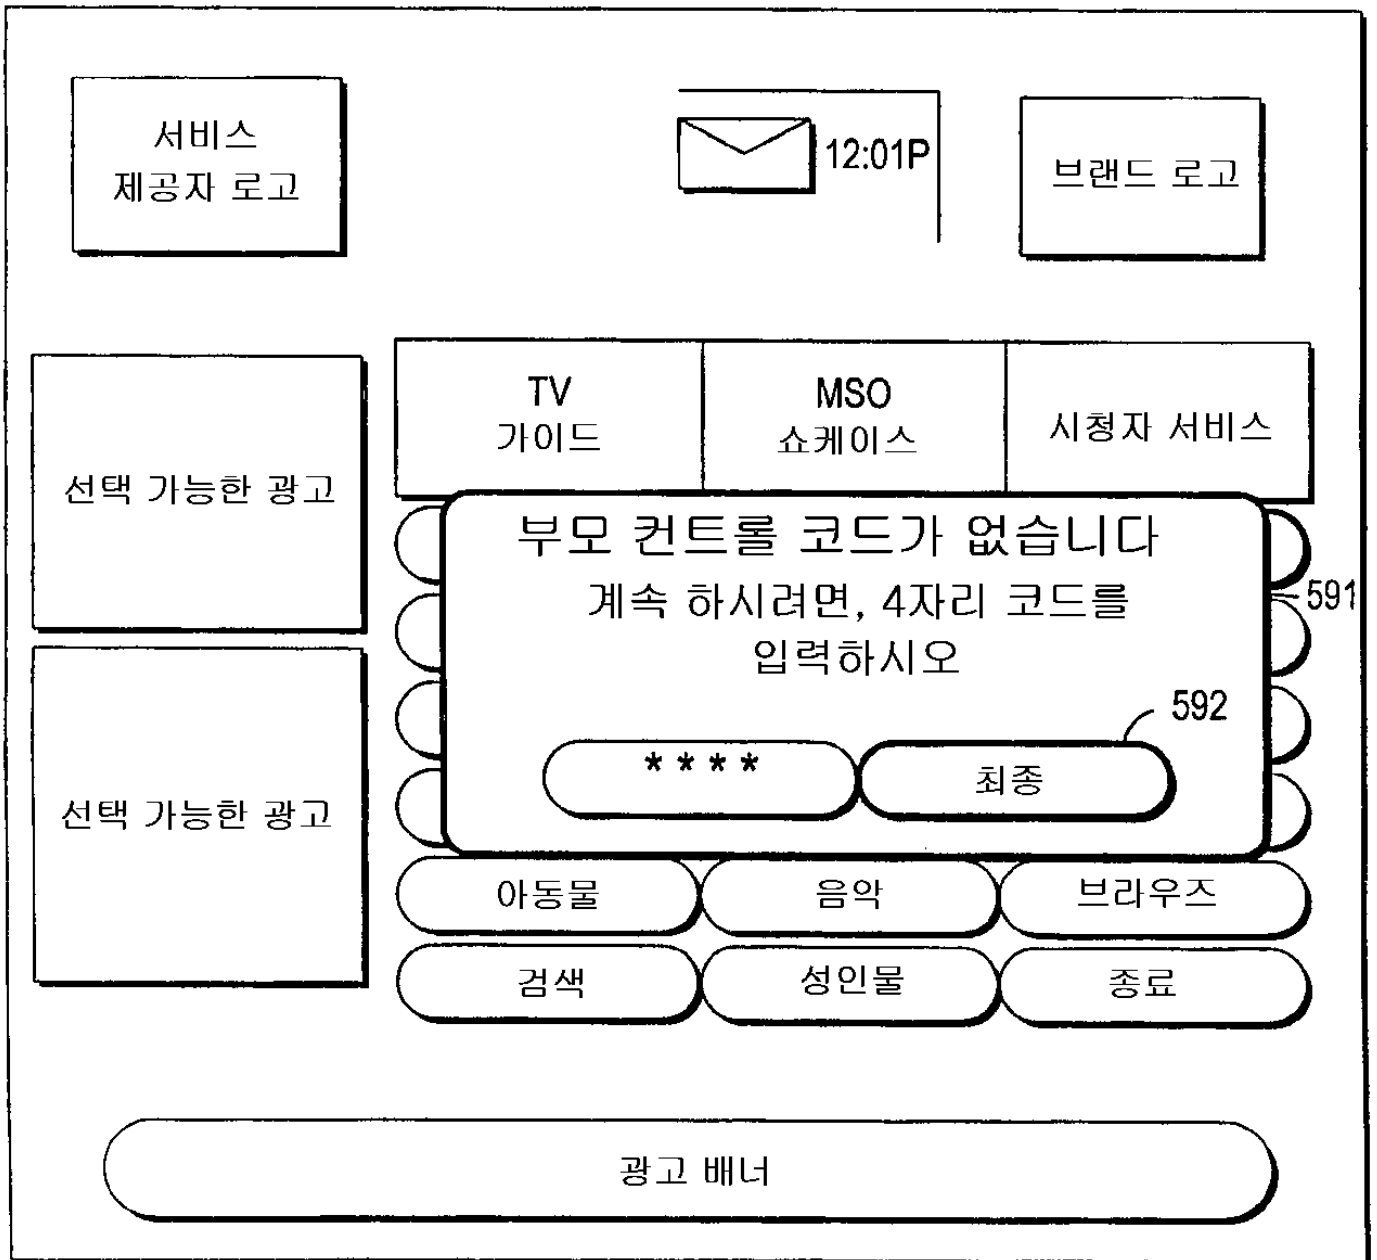 서비스
제공자 로고
12:01P
브랜드 로고
TV
가이드
MSO
쇼케이스
시청자 서비스
선택 가능한 광고
부모 컨트롤 코드가 없습니다
계속 하시려면, 4자리 코드를
입력하시오
591
592
****
최종
선택 가능한 광고
아동물
음악
브라우즈
검색
성인물
종료
광고 배너